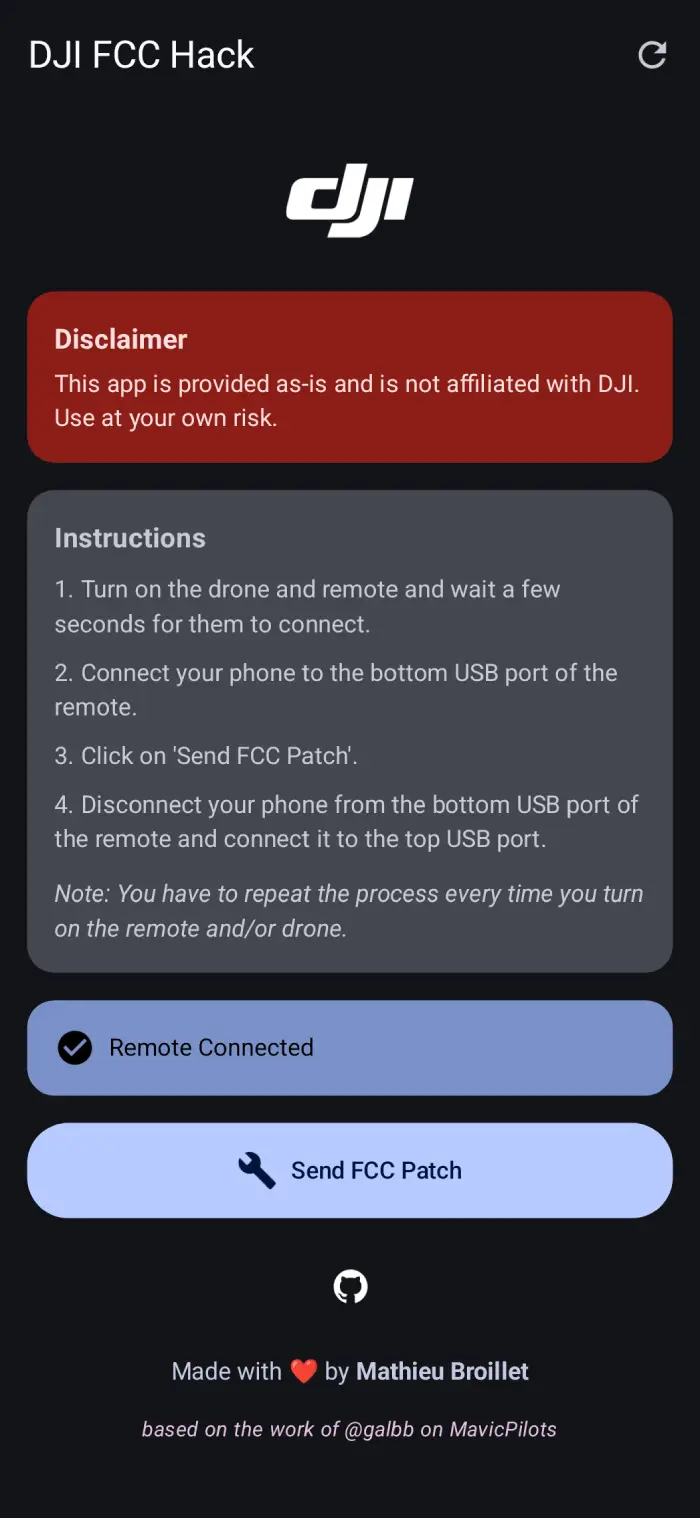 DJI FCC Hack
dji
Disclaimer
This app is provided as-is and is not affiliated with DJI.
Use at your own risk.
Instructions
1. Turn on the drone and remote and wait a few
seconds for them to connect.
2. Connect your phone to the bottom USB port of the
remote.
3. Click on 'Send FCC Patch'.
4. Disconnect your phone from the bottom USB port of
the remote and connect it to the top USB port.
Note: You have to repeat the process every time you turn
on the remote and/or drone.
Remote Connected
Send FCC Patch
Made with ❤️ by Mathieu Broillet
based on the work of @galbb on MavicPilots